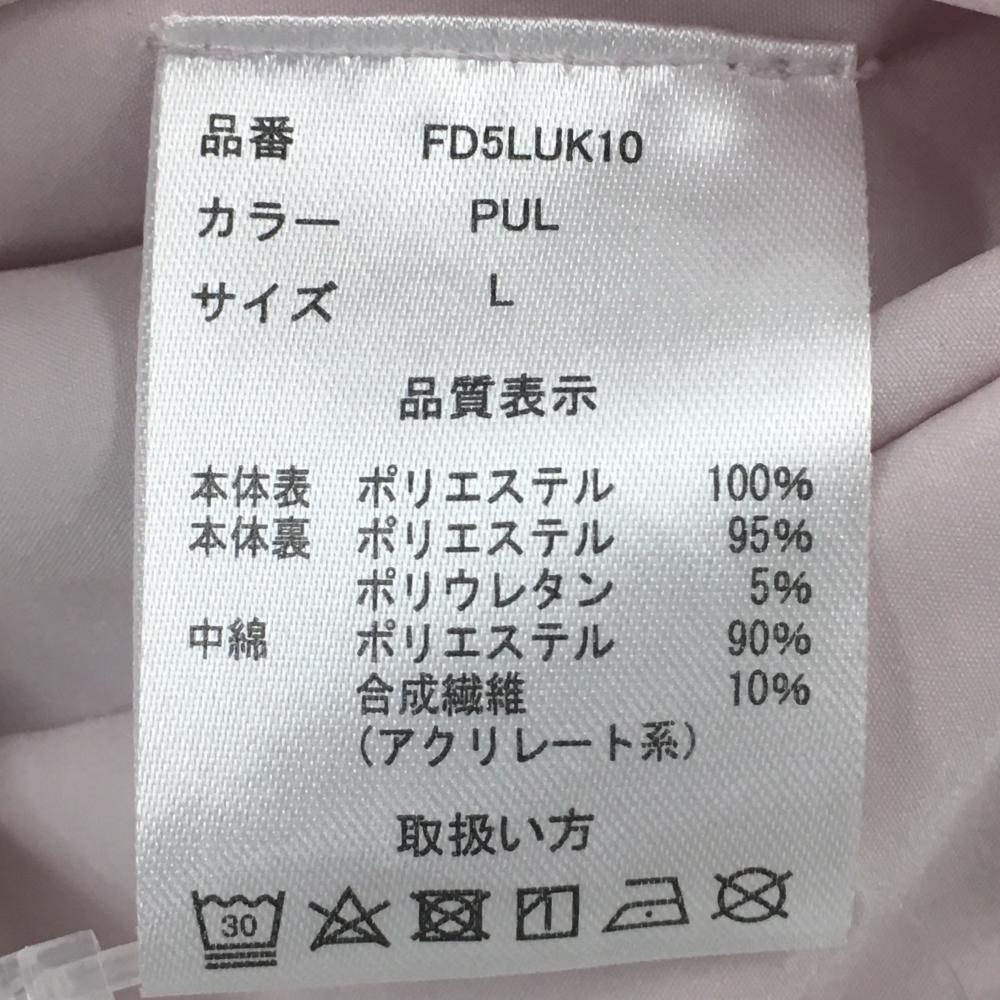 品番 FD5LUK10
カラー PUL
サイズ L
品質表示
本体表 ポリエステル 100%
本体裏 ポリエステル 95%
ポリウレタン 5%
中綿 ポリエステル 90%
合成繊維 10%
(アクリレート系)
取扱い方
30